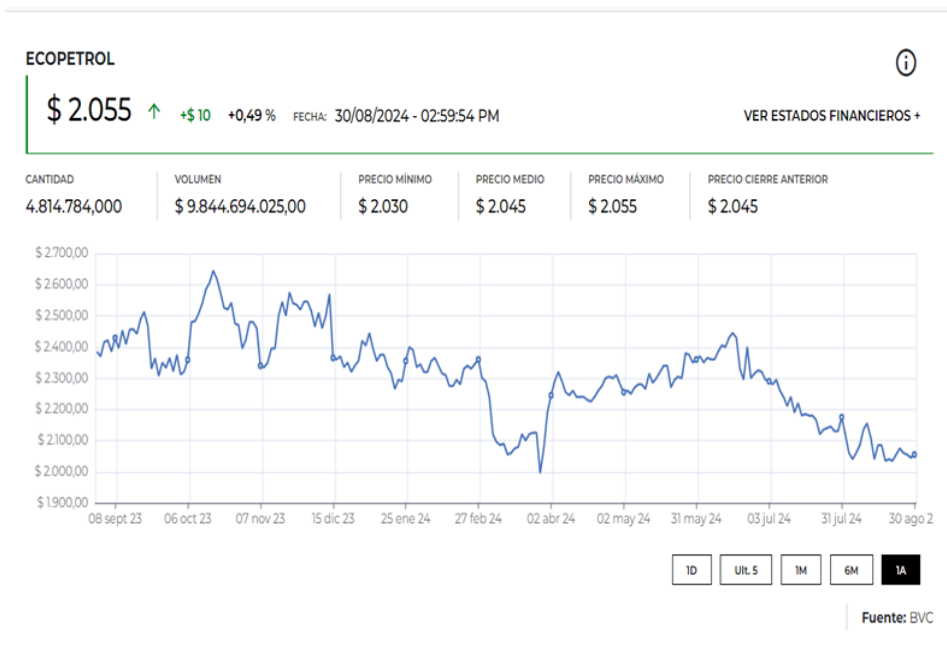 ECOPETROL
$ 2.055 ↑ +$ 10 +0,49 % FECHA: 30/08/2024 - 02:59:54 PM VER ESTADOS FINANCIEROS +
CANTIDAD VOLUMEN PRECIO MÍNIMO PRECIO MEDIO PRECIO MÁXIMO PRECIO CIERRE ANTERIOR
4.814.784,000 $ 9.844.694.025,00 $ 2.030 $ 2.045 $ 2.055 $ 2.045
$ 2.700,00
$ 2.600,00
$ 2.500,00
$ 2.400,00
$ 2.300,00
$ 2.200,00
$ 2.100,00
$ 2.000,00
$ 1.900,00
08 sept 23 06 oct 23 07 nov 23 15 dic 23 25 ene 24 27 feb 24 02 abr 24 02 may 24 31 may 24 03 jul 24 31 jul 24 30 ago 2
1D Ult. 5 1M 6M 1A
Fuente: BVC